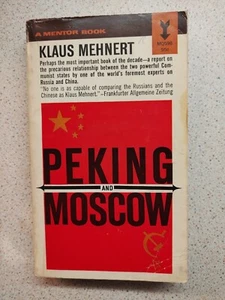 A MENTOR BOOK
KLAUS MEHNERT
Perhaps the most important book of the decade—a report on
the precarious relationship between the two powerful Com-
munist states by one of the world's foremost experts on
Russia and China.
"No one is as capable of comparing the Russians and the
Chinese as Klaus Mehnert."—Frankfurter Allgemeine Zeitung
PEKING
AND
MOSCOW